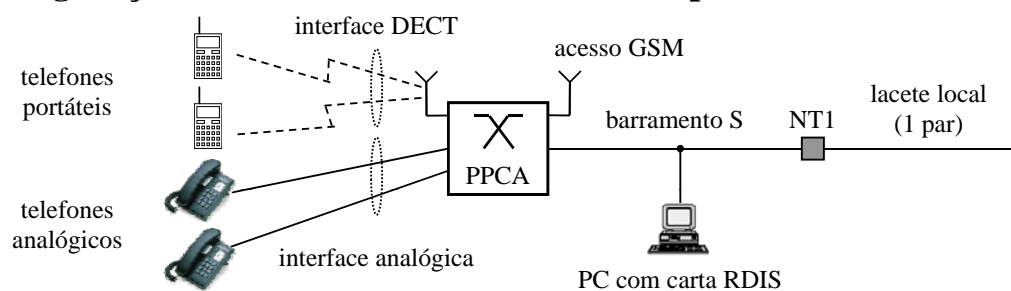 interface DECT
acesso GSM
telefones
portáteis
lacete local
(1 par)
barramento S
NT1
PPCA
telefones
analógicos
interface analógica
PC com carta RDIS